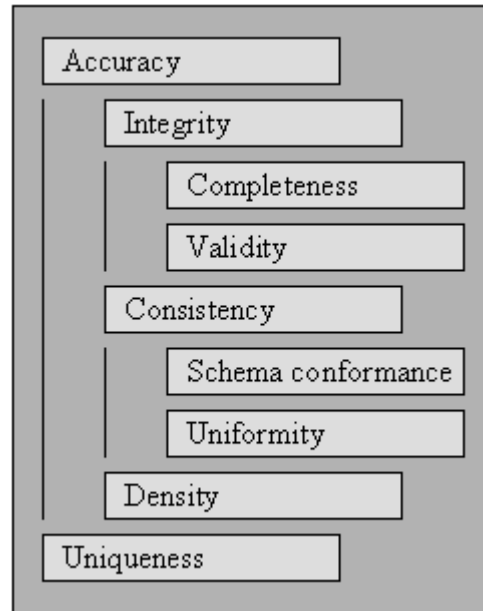 Accuracy
Integrity
Completeness
Validity
Consistency
Schema conformance
Uniformity
Density
Uniqueness